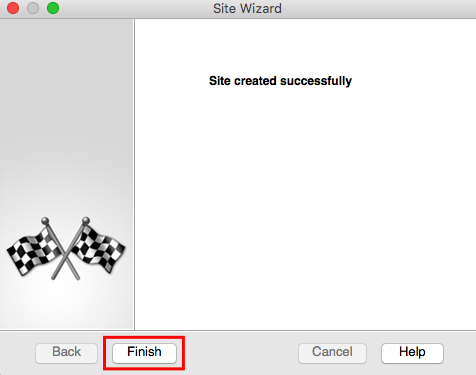 Site Wizard
Site created successfully
Back
Finish
Cancel
Help